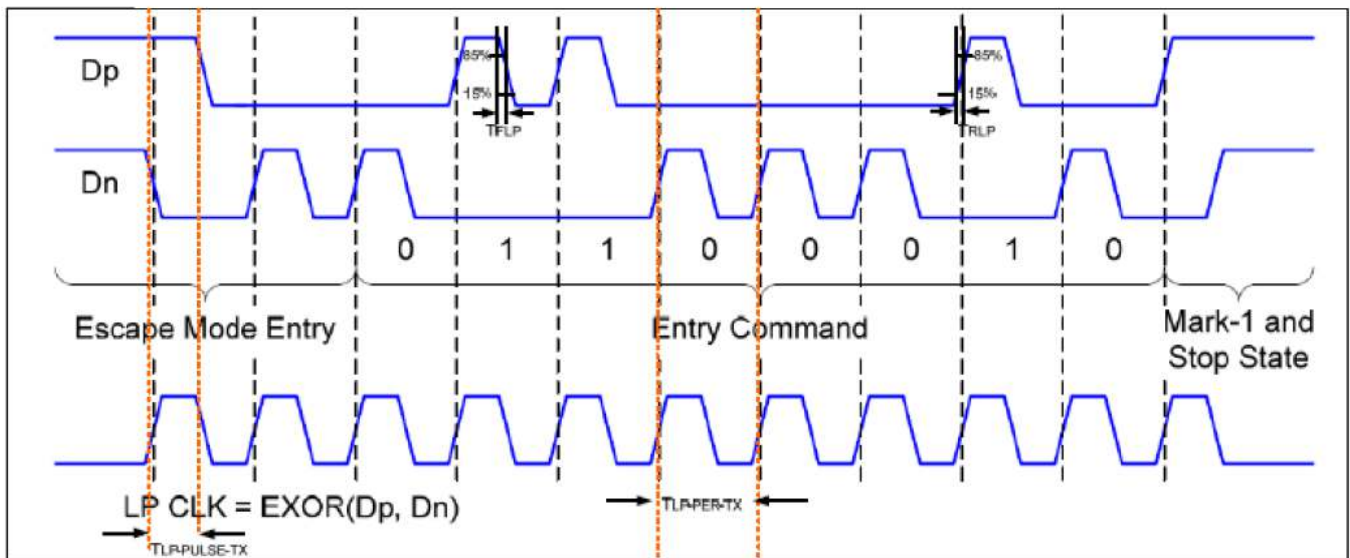 Dp
85%
15%
TFLP
85%
15%
TRLP
Dn
0 1 1 0 0 0 1 0
Escape Mode Entry
Entry Command
Mark-1 and
Stop State
LP CLK = EXOR(Dp, Dn)
TLP-PER-TX
TLP-PULSE-TX